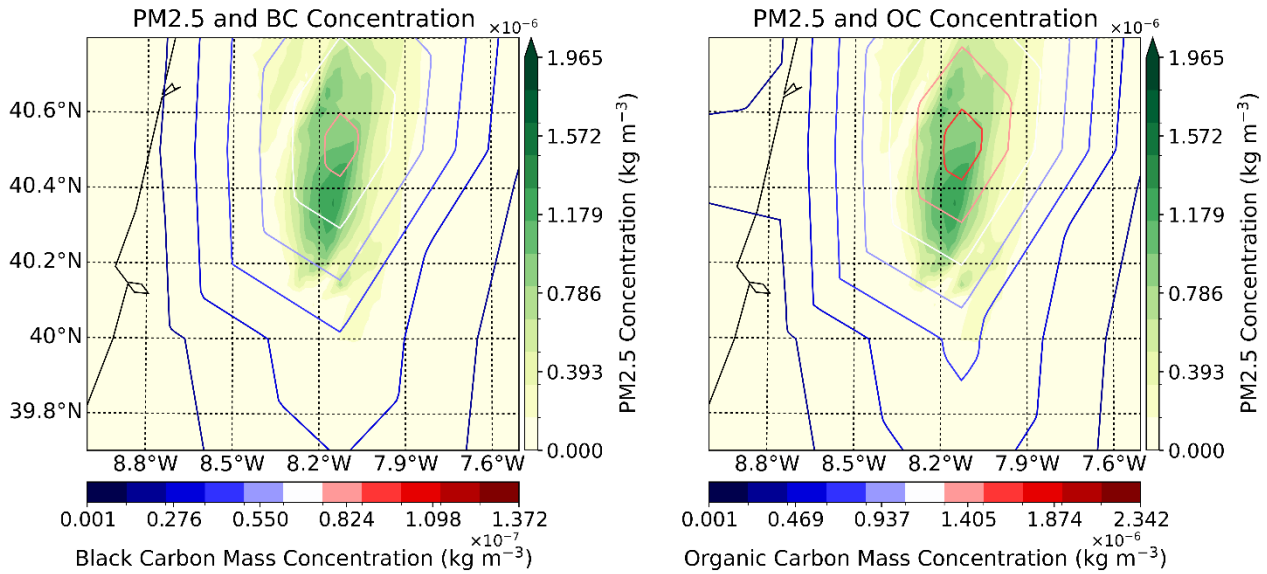 PM2.5 and BC Concentration
×10⁻⁶
40.6°N
40.4°N
40.2°N
40°N
39.8°N
8.8°W 8.5°W 8.2°W 7.9°W 7.6°W
1.965
1.572
1.179
0.786
0.393
0.000
PM2.5 Concentration (kg m⁻³)
0.001 0.276 0.550 0.824 1.098 1.372
×10⁻⁷
Black Carbon Mass Concentration (kg m⁻³)
PM2.5 and OC Concentration
×10⁻⁶
8.8°W 8.5°W 8.2°W 7.9°W 7.6°W
1.965
1.572
1.179
0.786
0.393
0.000
PM2.5 Concentration (kg m⁻³)
0.001 0.469 0.937 1.405 1.874 2.342
×10⁻⁶
Organic Carbon Mass Concentration (kg m⁻³)